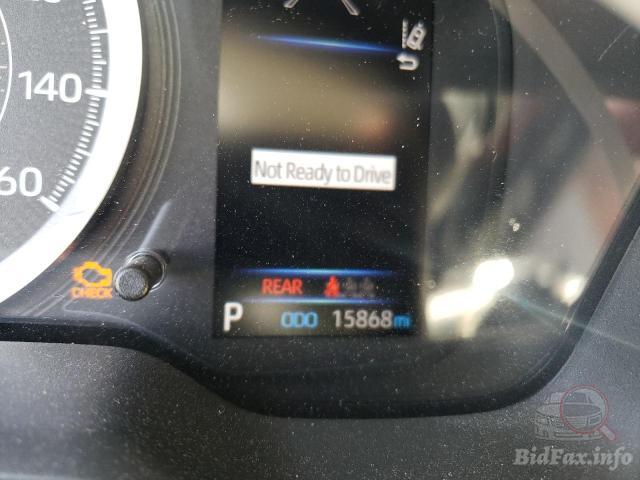 140
60
Not Ready to Drive
CHECK
REAR
P ODO 15868 mi
BidFax.info